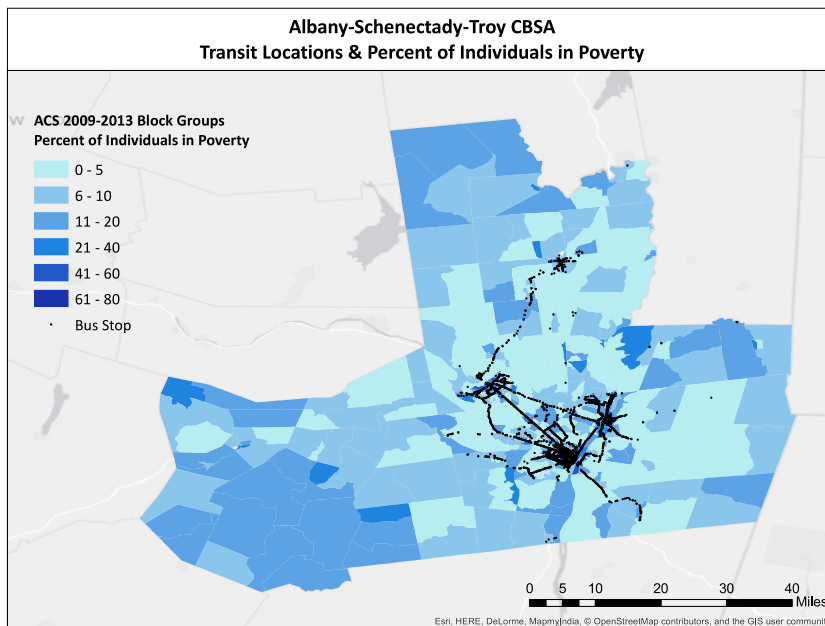 Albany-Schenectady-Troy CBSA
Transit Locations & Percent of Individuals in Poverty
W
ACS 2009-2013 Block Groups
Percent of Individuals in Poverty
0 - 5
6 - 10
11 - 20
21 - 40
41 - 60
61 - 80
Bus Stop
0 5 10 20 30 40
Miles
Esri, HERE, DeLorme, MapmyIndia, © OpenStreetMap contributors, and the GIS user communit